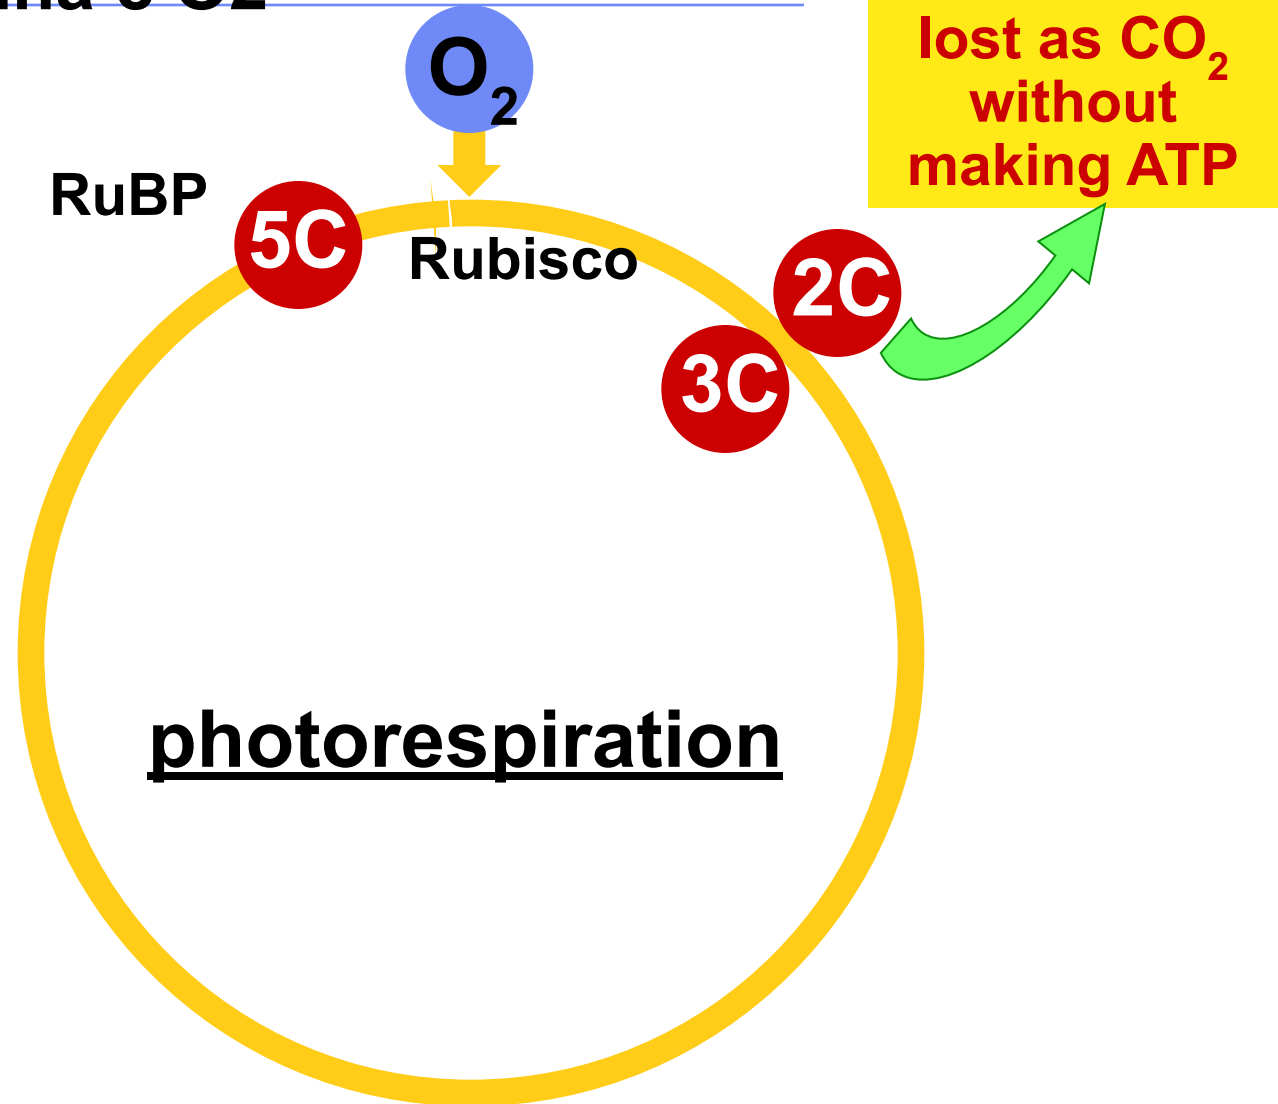 O2
lost as CO2
without
making ATP
RuBP
5C
Rubisco
2C
3C
photorespiration